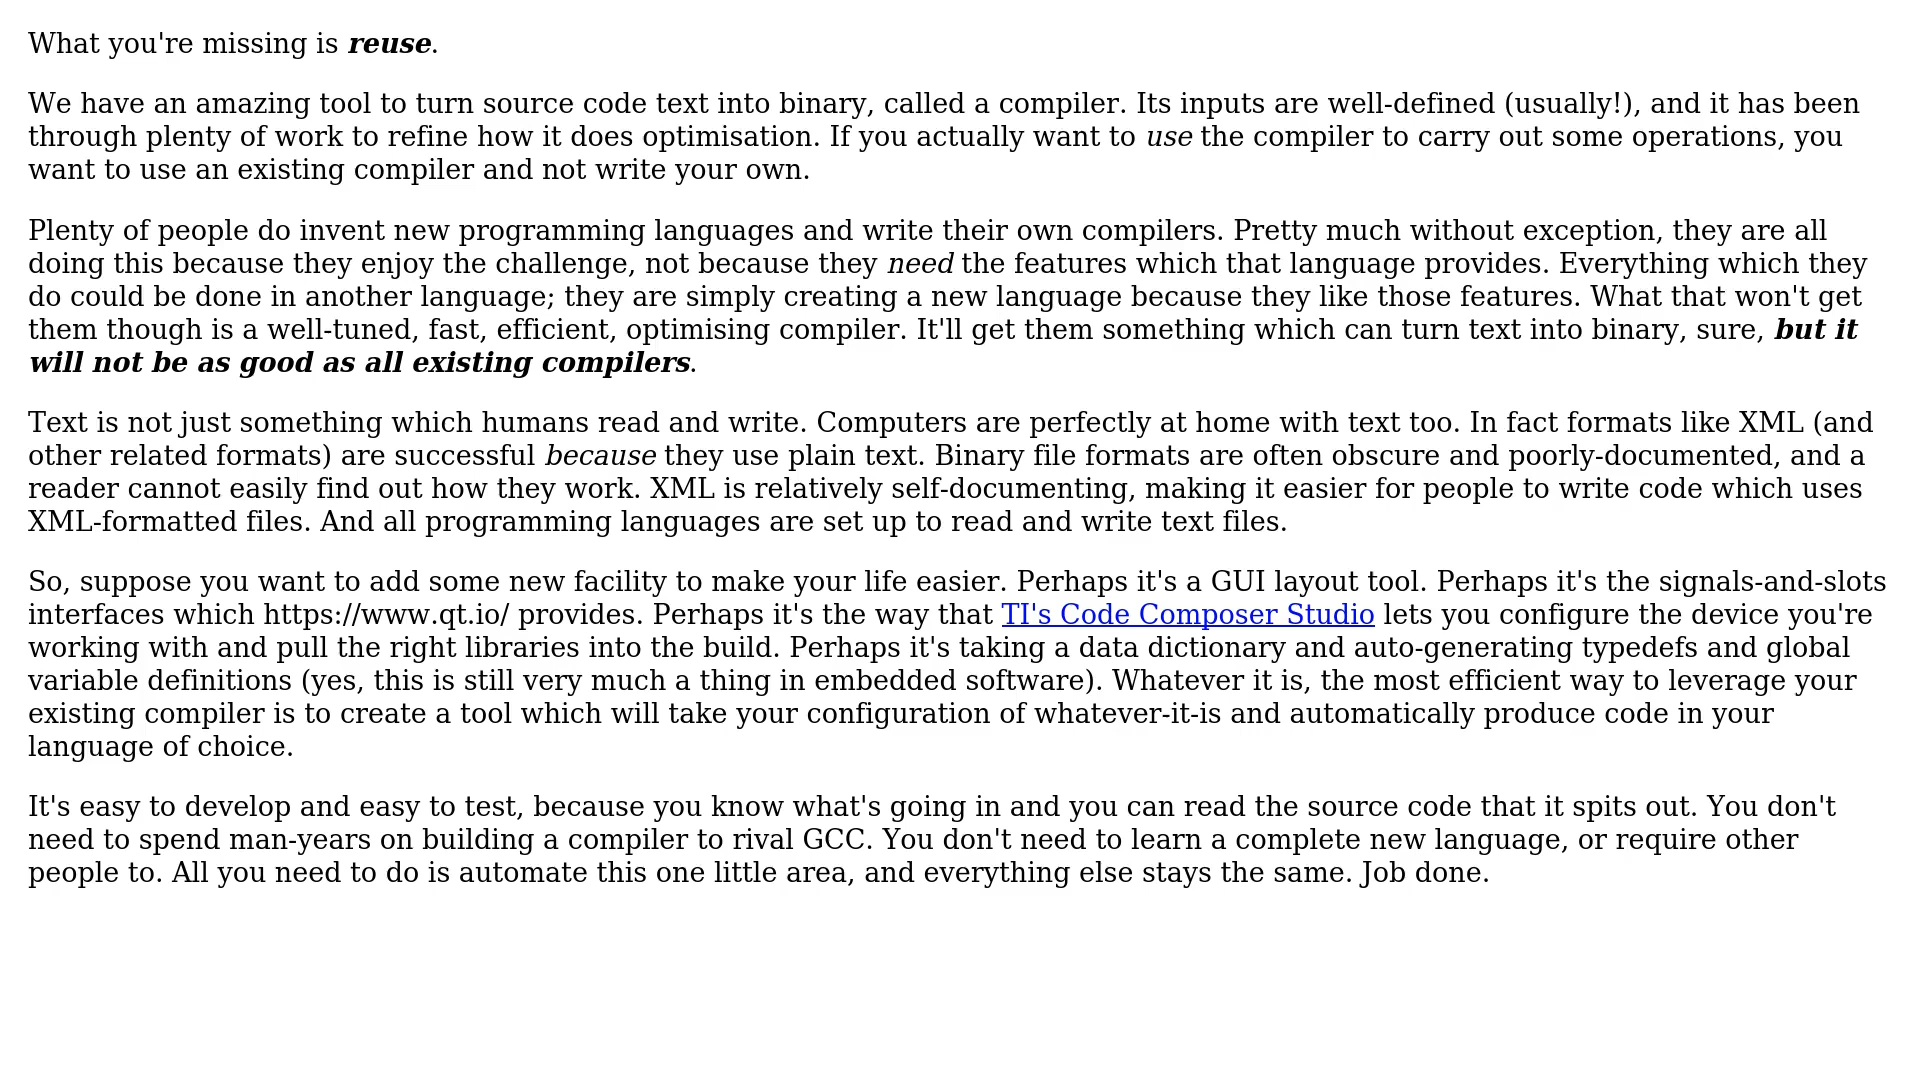 What you're missing is reuse.
We have an amazing tool to turn source code text into binary, called a compiler. Its inputs are well-defined (usually!), and it has been
through plenty of work to refine how it does optimisation. If you actually want to use the compiler to carry out some operations, you
want to use an existing compiler and not write your own.
Plenty of people do invent new programming languages and write their own compilers. Pretty much without exception, they are all
doing this because they enjoy the challenge, not because they need the features which that language provides. Everything which they
do could be done in another language; they are simply creating a new language because they like those features. What that won't get
them though is a well-tuned, fast, efficient, optimising compiler. It'll get them something which can turn text into binary, sure, but it
will not be as good as all existing compilers.
Text is not just something which humans read and write. Computers are perfectly at home with text too. In fact formats like XML (and
other related formats) are successful because they use plain text. Binary file formats are often obscure and poorly-documented, and a
reader cannot easily find out how they work. XML is relatively self-documenting, making it easier for people to write code which uses
XML-formatted files. And all programming languages are set up to read and write text files.
So, suppose you want to add some new facility to make your life easier. Perhaps it's a GUI layout tool. Perhaps it's the signals-and-slots
interfaces which https://www.qt.io/ provides. Perhaps it's the way that TI's Code Composer Studio lets you configure the device you're
working with and pull the right libraries into the build. Perhaps it's taking a data dictionary and auto-generating typedefs and global
variable definitions (yes, this is still very much a thing in embedded software). Whatever it is, the most efficient way to leverage your
existing compiler is to create a tool which will take your configuration of whatever-it-is and automatically produce code in your
language of choice.
It's easy to develop and easy to test, because you know what's going in and you can read the source code that it spits out. You don't
need to spend man-years on building a compiler to rival GCC. You don't need to learn a complete new language, or require other
people to. All you need to do is automate this one little area, and everything else stays the same. Job done.